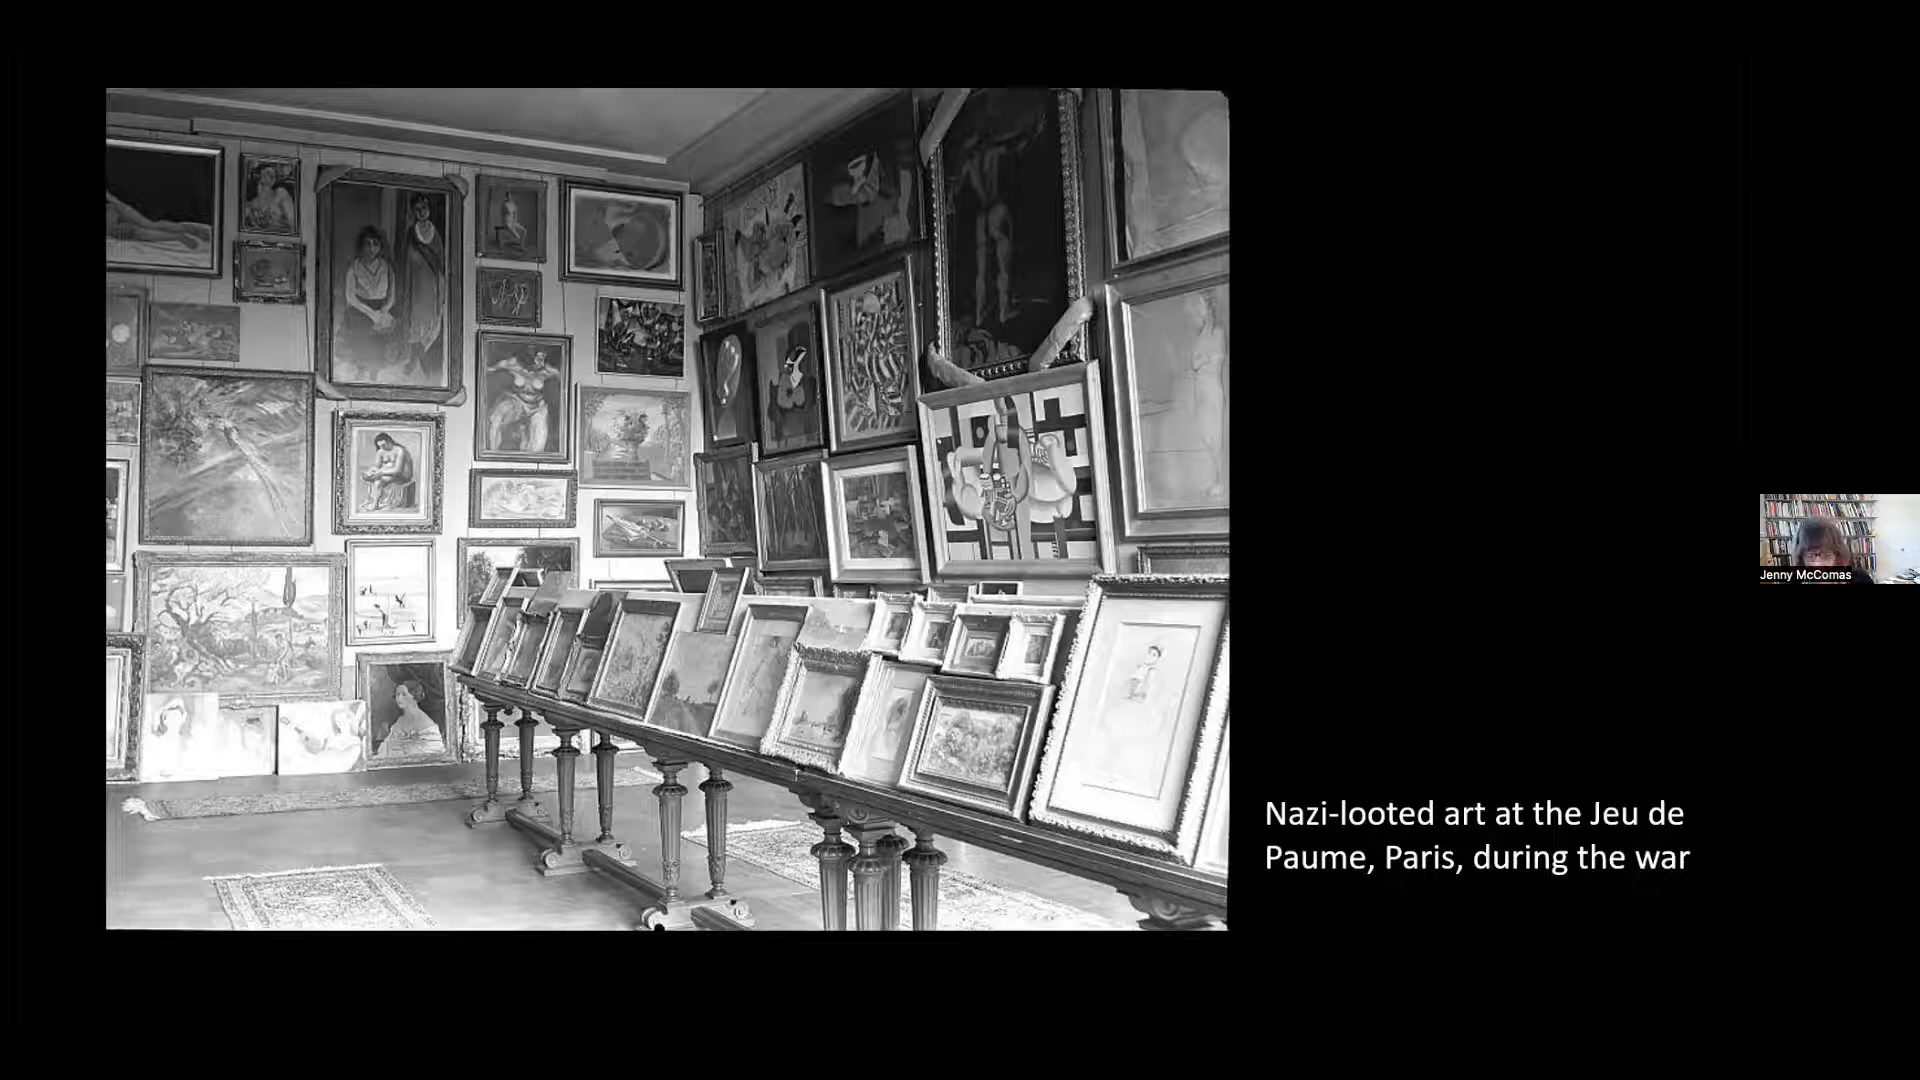 Nazi-looted art at the Jeu de
Paume, Paris, during the war
Jenny McComas